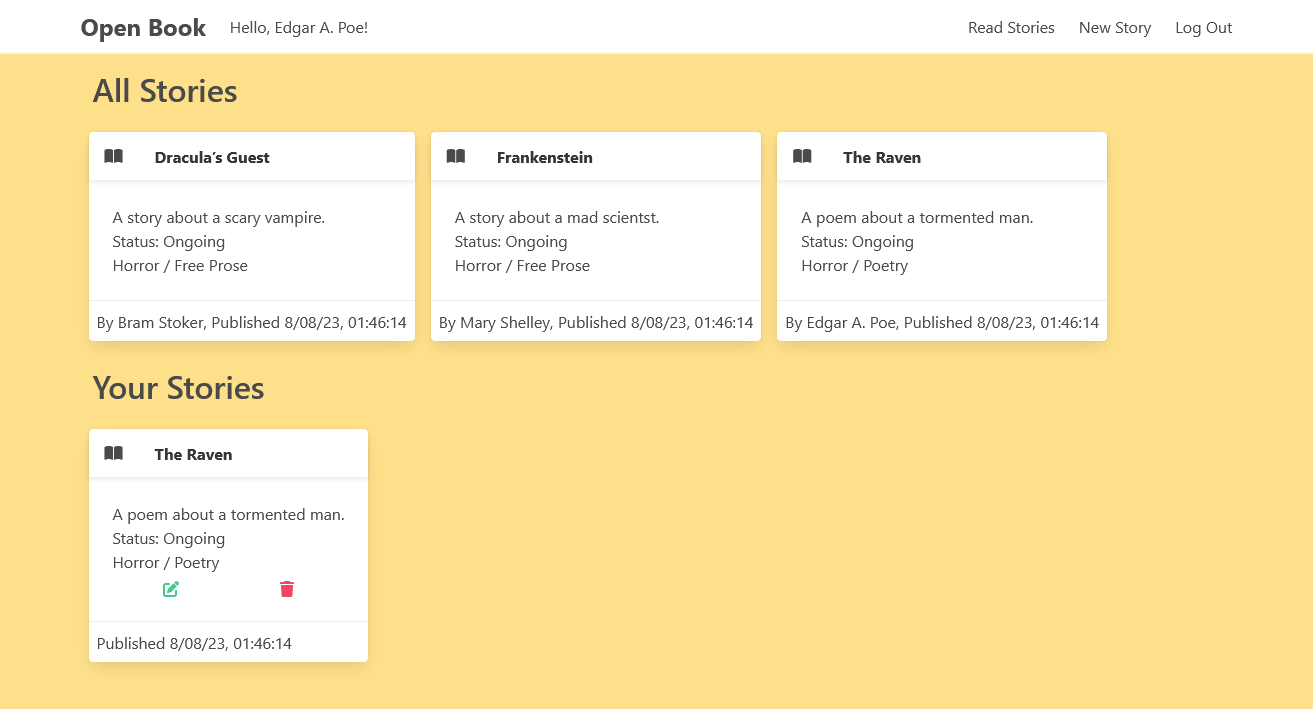 Open Book Hello, Edgar A. Poe! Read Stories New Story Log Out
All Stories
Dracula’s Guest
A story about a scary vampire.
Status: Ongoing
Horror / Free Prose
By Bram Stoker, Published 8/08/23, 01:46:14
Frankenstein
A story about a mad scientst.
Status: Ongoing
Horror / Free Prose
By Mary Shelley, Published 8/08/23, 01:46:14
The Raven
A poem about a tormented man.
Status: Ongoing
Horror / Poetry
By Edgar A. Poe, Published 8/08/23, 01:46:14
Your Stories
The Raven
A poem about a tormented man.
Status: Ongoing
Horror / Poetry
Published 8/08/23, 01:46:14